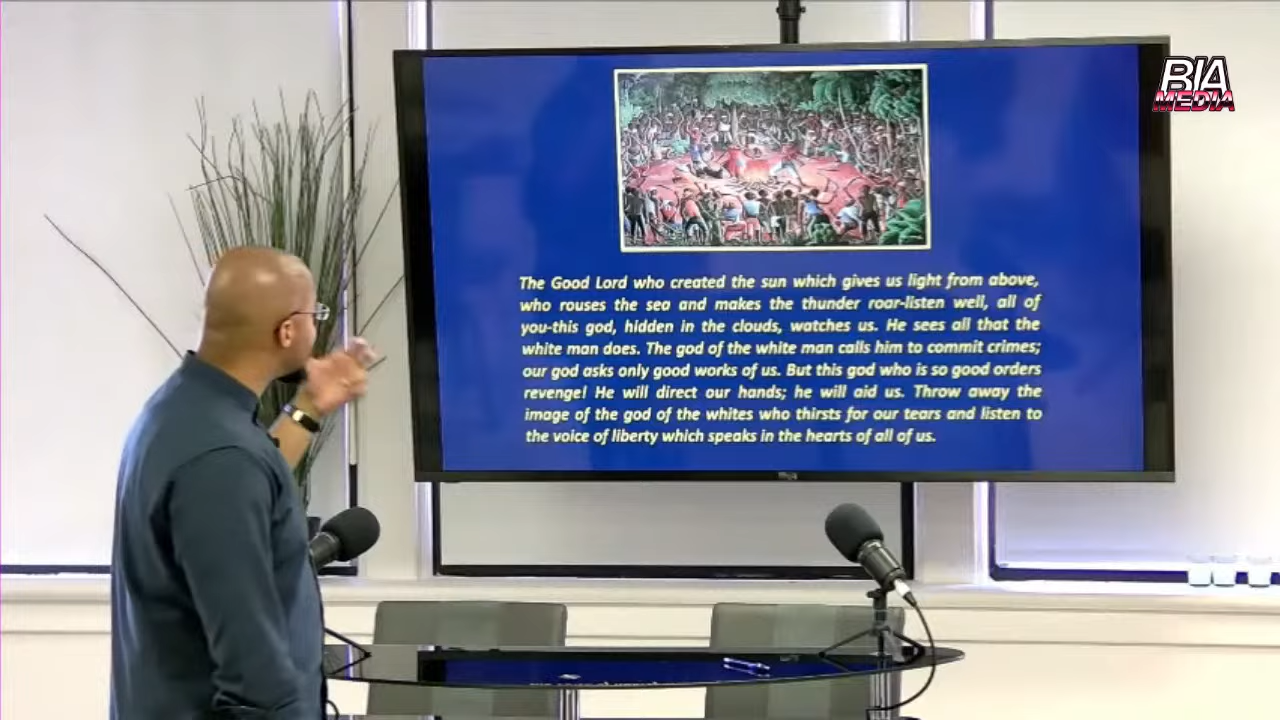 BIA
MEDIA
The Good Lord who created the sun which gives us light from above,
who rouses the sea and makes the thunder roar-listen well, all of
you-this god, hidden in the clouds, watches us. He sees all that the
white man does. The god of the white man calls him to commit crimes;
our god asks only good works of us. But this god who is so good orders
revenge! He will direct our hands; he will aid us. Throw away the
image of the god of the whites who thirsts for our tears and listen to
the voice of liberty which speaks in the hearts of all of us.